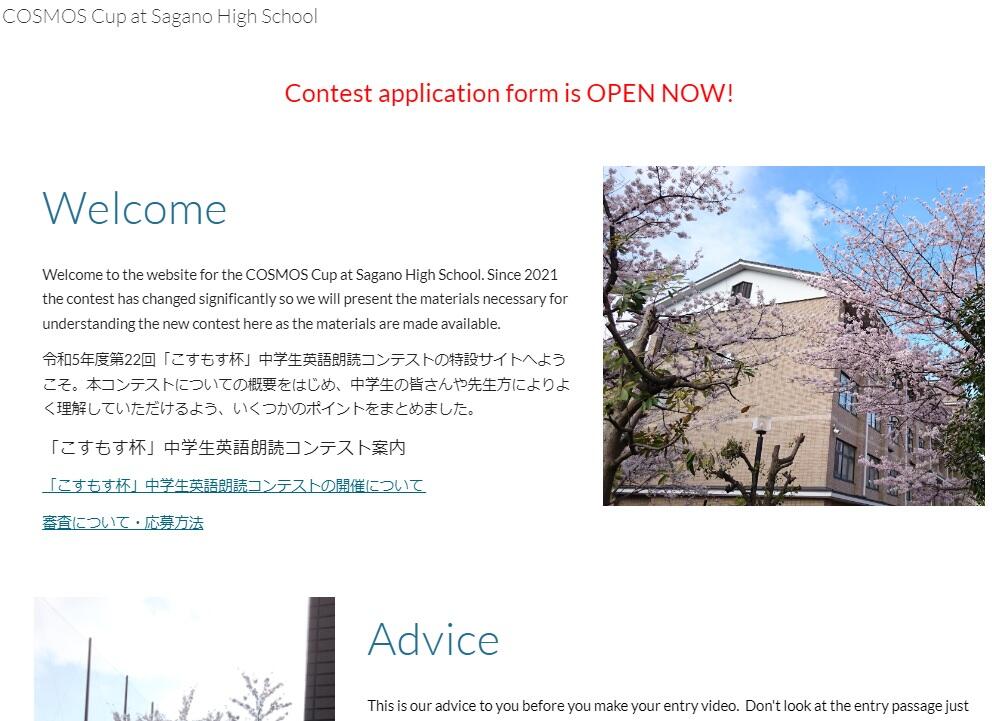 COSMOS Cup at Sagano High School
Contest application form is OPEN NOW!
Welcome
Welcome to the website for the COSMOS Cup at Sagano High School. Since 2021
the contest has changed significantly so we will present the materials necessary for
understanding the new contest here as the materials are made available.
令和5年度第22回「こすもす杯」中学生英語朗読コンテストの特設サイトへよう
こそ。本コンテストについての概要をはじめ、中学生の皆さんや先生方によりよ
く理解していただけるよう、いくつかのポイントをまとめました。
「こすもす杯」中学生英語朗読コンテスト案内
「こすもす杯」中学生英語朗読コンテストの開催について
審査について・応募方法
Advice
This is our advice to you before you make your entry video. Don't look at the entry passage just